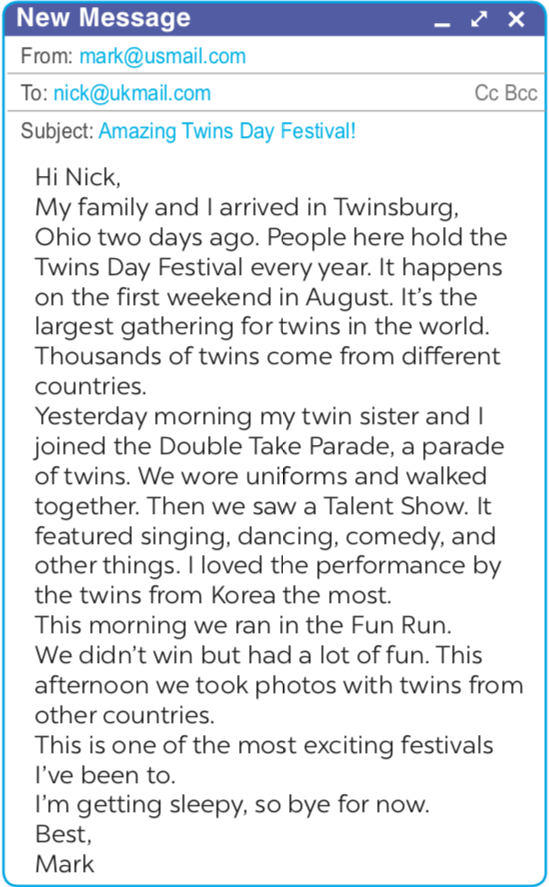 New Message
From: mark@usmail.com
To: nick@ukmail.com Cc Bcc
Subject: Amazing Twins Day Festival!
Hi Nick,
My family and I arrived in Twinsburg,
Ohio two days ago. People here hold the
Twins Day Festival every year. It happens
on the first weekend in August. It's the
largest gathering for twins in the world.
Thousands of twins come from different
countries.
Yesterday morning my twin sister and I
joined the Double Take Parade, a parade
of twins. We wore uniforms and walked
together. Then we saw a Talent Show. It
featured singing, dancing, comedy, and
other things. I loved the performance by
the twins from Korea the most.
This morning we ran in the Fun Run.
We didn't win but had a lot of fun. This
afternoon we took photos with twins from
other countries.
This is one of the most exciting festivals
I've been to.
I'm getting sleepy, so bye for now.
Best,
Mark